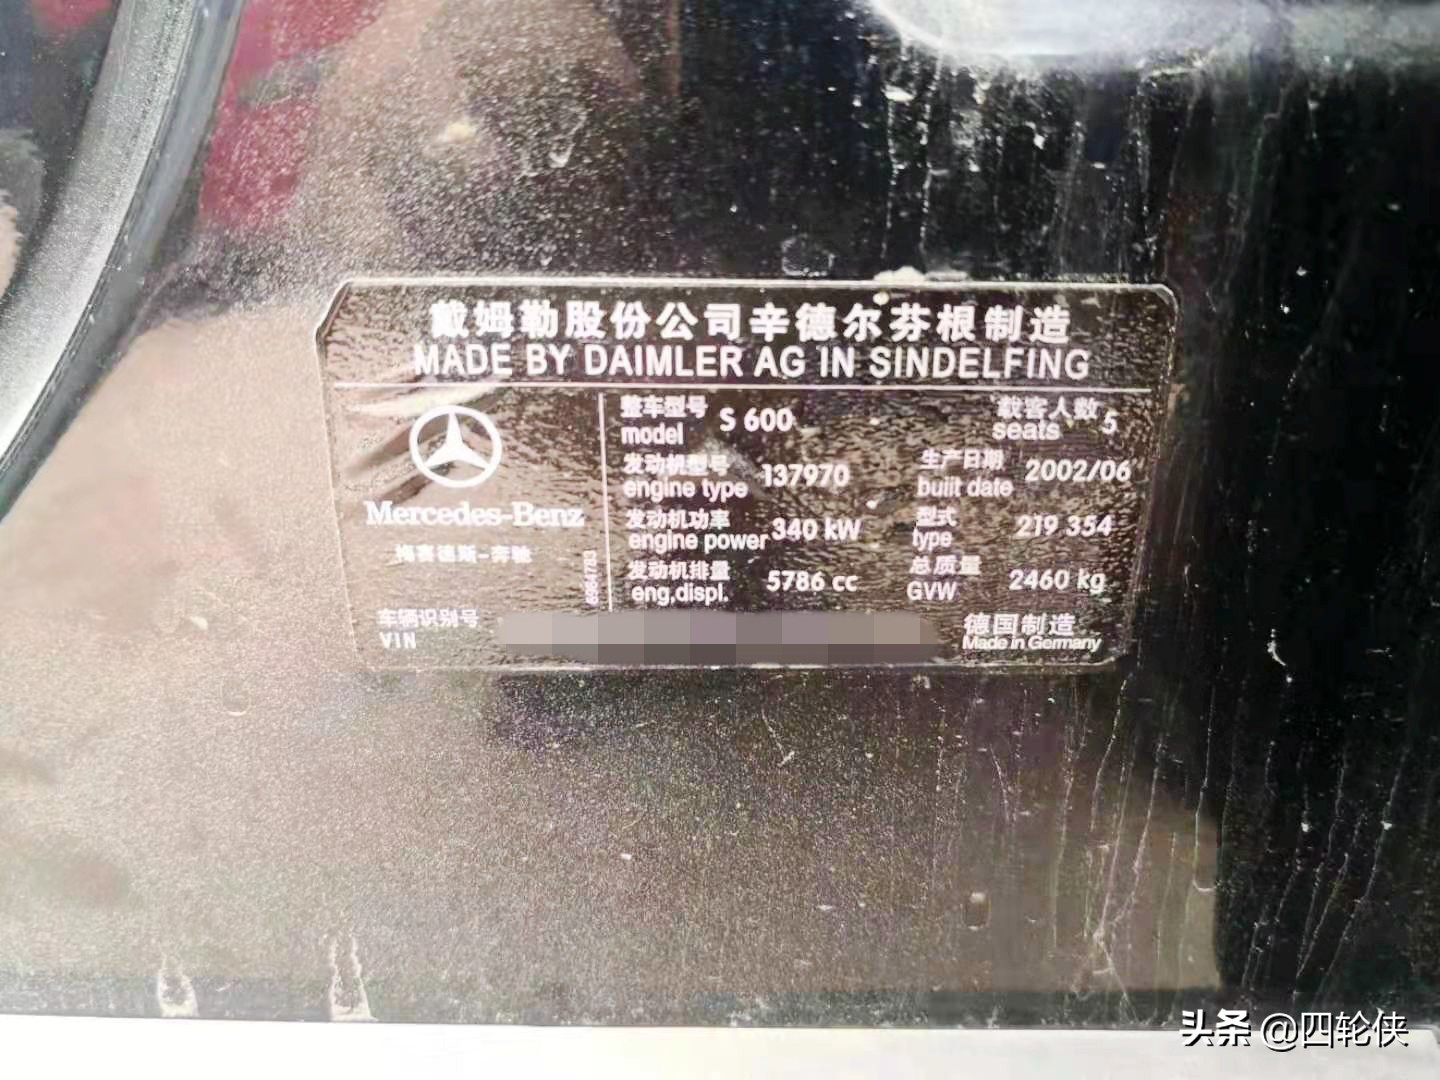 戴姆勒股份公司辛德尔芬根制造
MADE BY DAIMLER AG IN SINDELFING
整车型号 S 600 载客人数 5
model seats
发动机型号 137970 生产日期 2002/06
engine type built date
发动机功率 340 kW 型式 219 354
engine power type
发动机排量 5786 cc 总质量 2460 kg
eng,displ. GVW
Mercedes-Benz
梅赛德斯-奔驰
车辆识别号
VIN
德国制造
Made in Germany
头条 @四轮侠